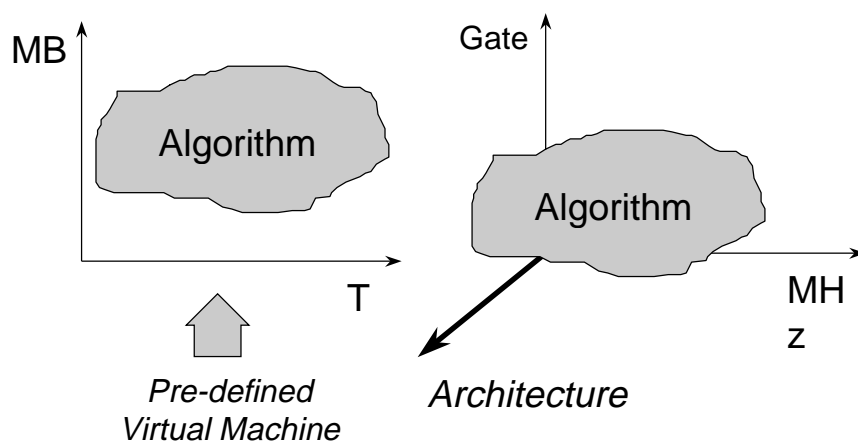 MB
Algorithm
T
Pre-defined
Virtual Machine
Gate
Algorithm
MH
z
Architecture